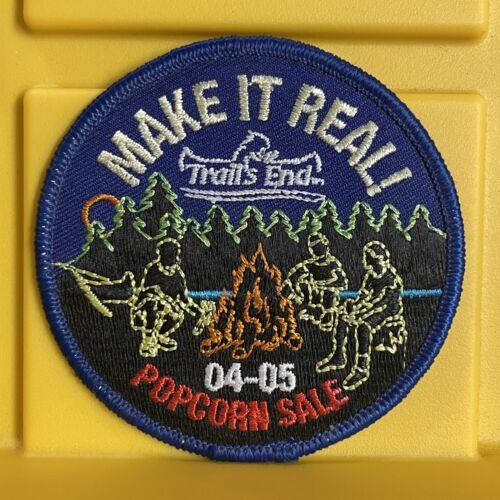 MAKE IT REAL!
Trail's End
04-05
POPCORN SALE